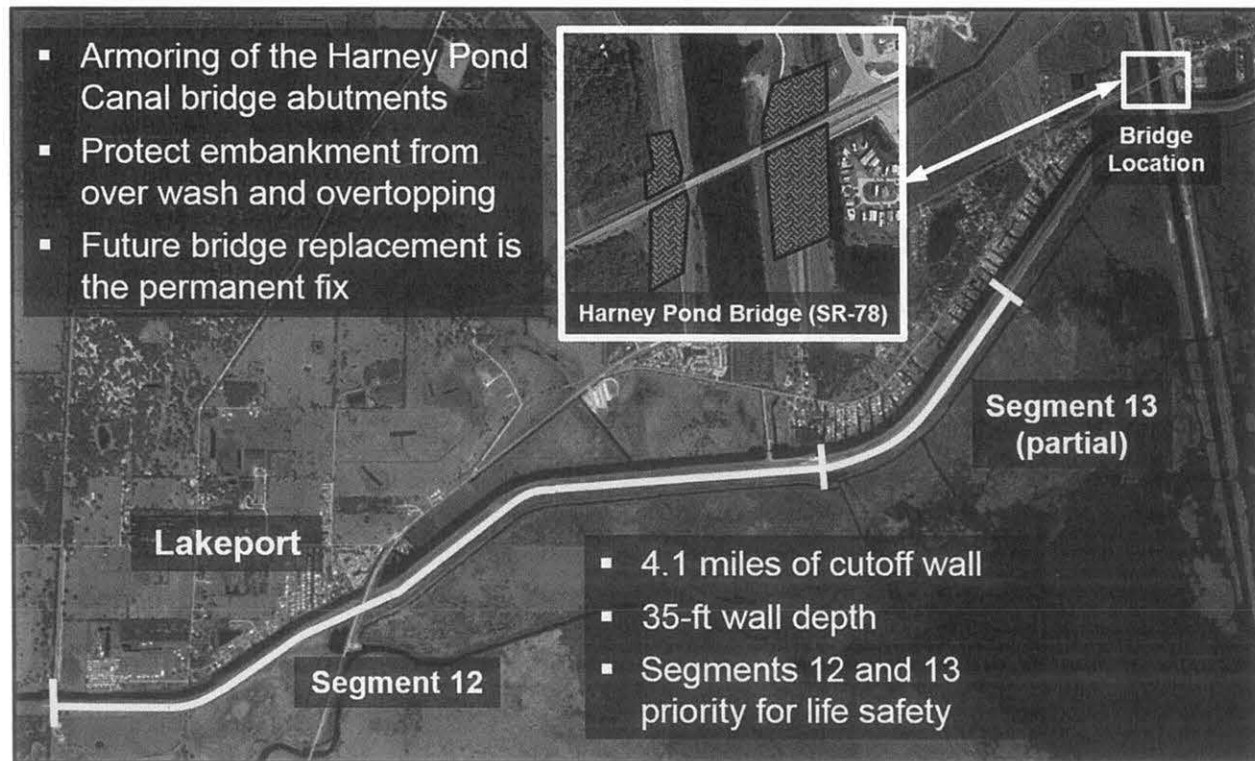 ▪ Armoring of the Harney Pond
Canal bridge abutments
▪ Protect embankment from
over wash and overtopping
▪ Future bridge replacement is
the permanent fix
Harney Pond Bridge (SR-78)
Bridge
Location
Segment 13
(partial)
Lakeport
Segment 12
▪ 4.1 miles of cutoff wall
▪ 35-ft wall depth
▪ Segments 12 and 13
priority for life safety